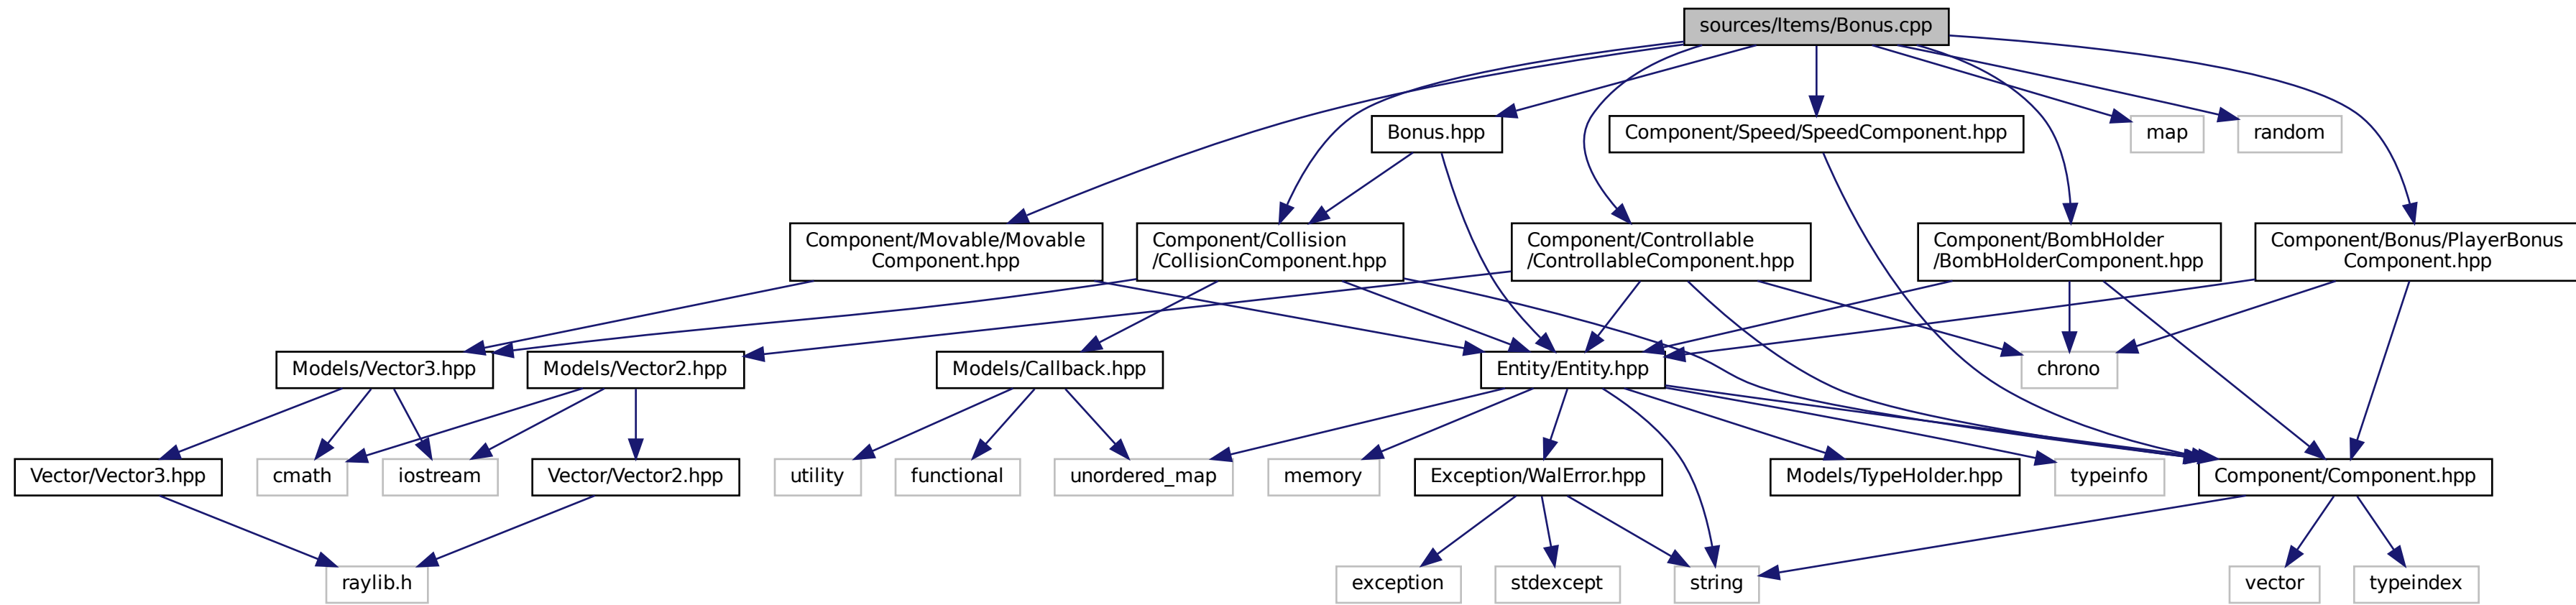 sources/Items/Bonus.cpp
Bonus.hpp
Component/Speed/SpeedComponent.hpp
map
random
Component/Movable/Movable
Component.hpp
Component/Collision
/CollisionComponent.hpp
Component/Controllable
/ControllableComponent.hpp
Component/BombHolder
/BombHolderComponent.hpp
Component/Bonus/PlayerBonus
Component.hpp
Models/Vector3.hpp
Models/Vector2.hpp
Models/Callback.hpp
Entity/Entity.hpp
chrono
Vector/Vector3.hpp
cmath
iostream
Vector/Vector2.hpp
utility
functional
unordered_map
memory
Exception/WalError.hpp
Models/TypeHolder.hpp
typeinfo
Component/Component.hpp
raylib.h
exception
stdexcept
string
vector
typeindex